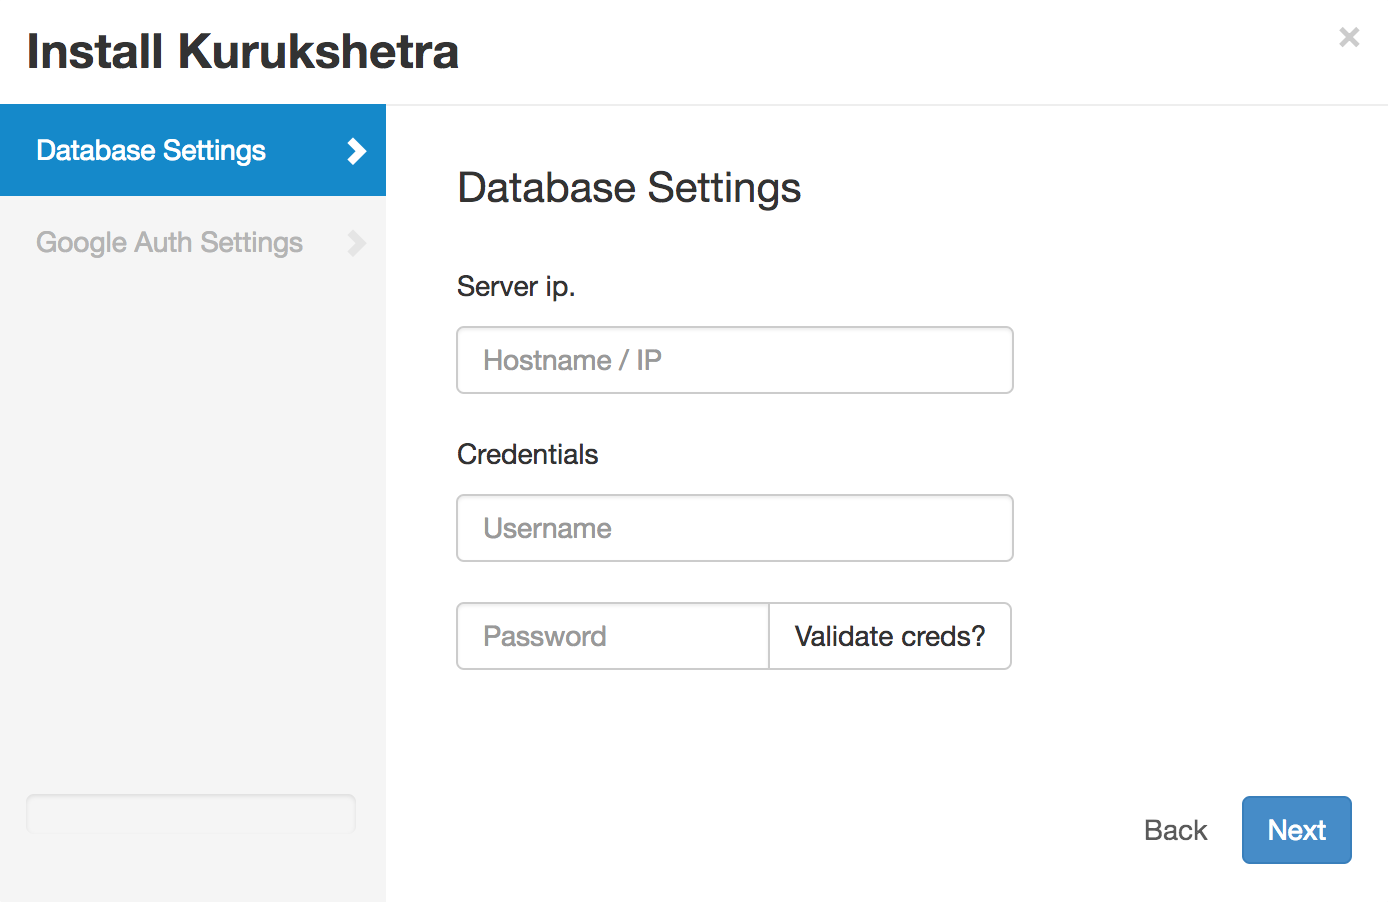 Install Kurukshetra
×
Database Settings
Google Auth Settings
Database Settings
Server ip.
Hostname / IP
Credentials
Username
Password
Validate creds?
Back
Next